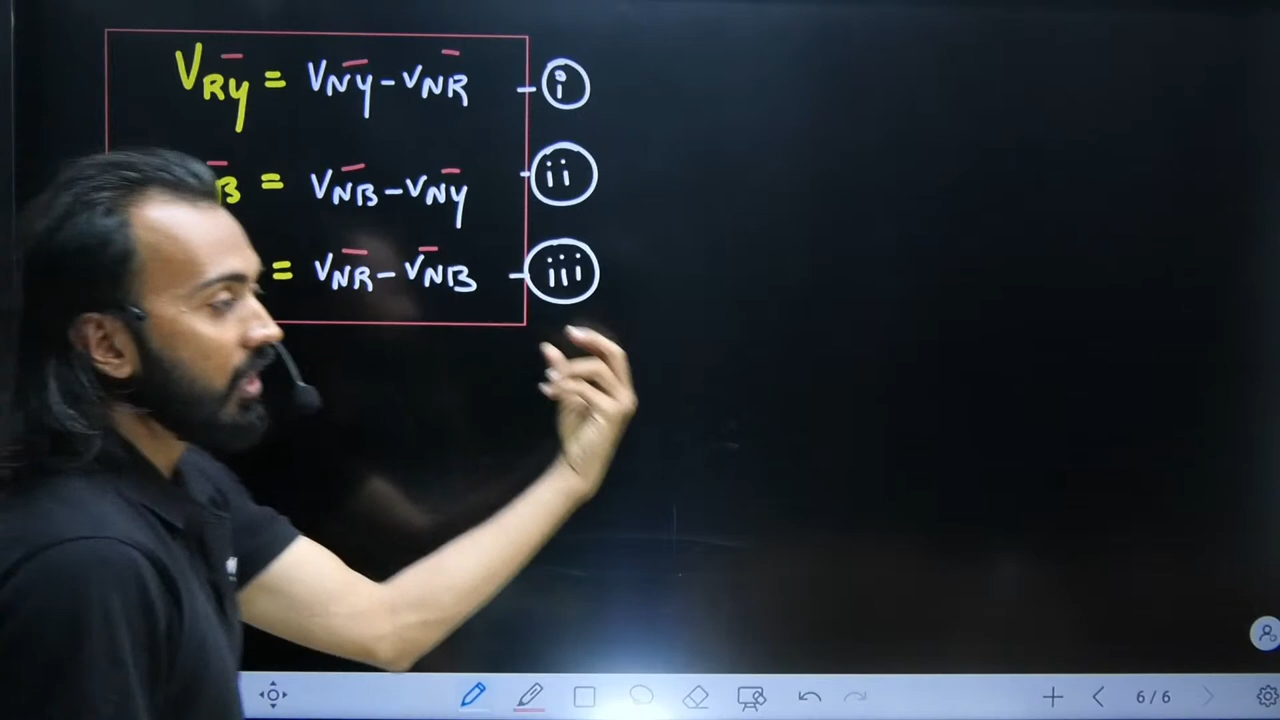 VRy = VNy - VNR - i
B = VNB - VNy - ii
= VNR - VNB - iii
6/6